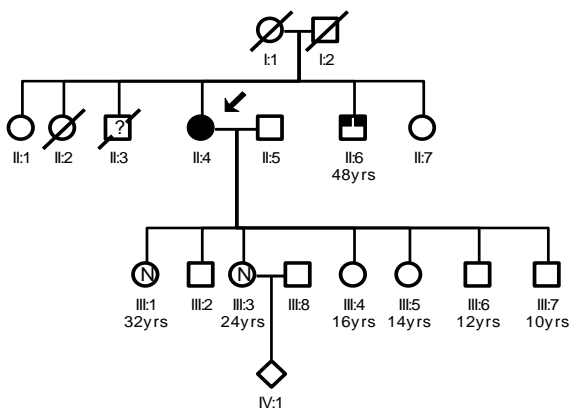 I:1 I:2
?
II:1 II:2 II:3 II:4 II:5 II:6 II:7
48yrs
N N
III:1 III:2 III:3 III:8 III:4 III:5 III:6 III:7
32yrs 24yrs 16yrs 14yrs 12yrs 10yrs
IV:1